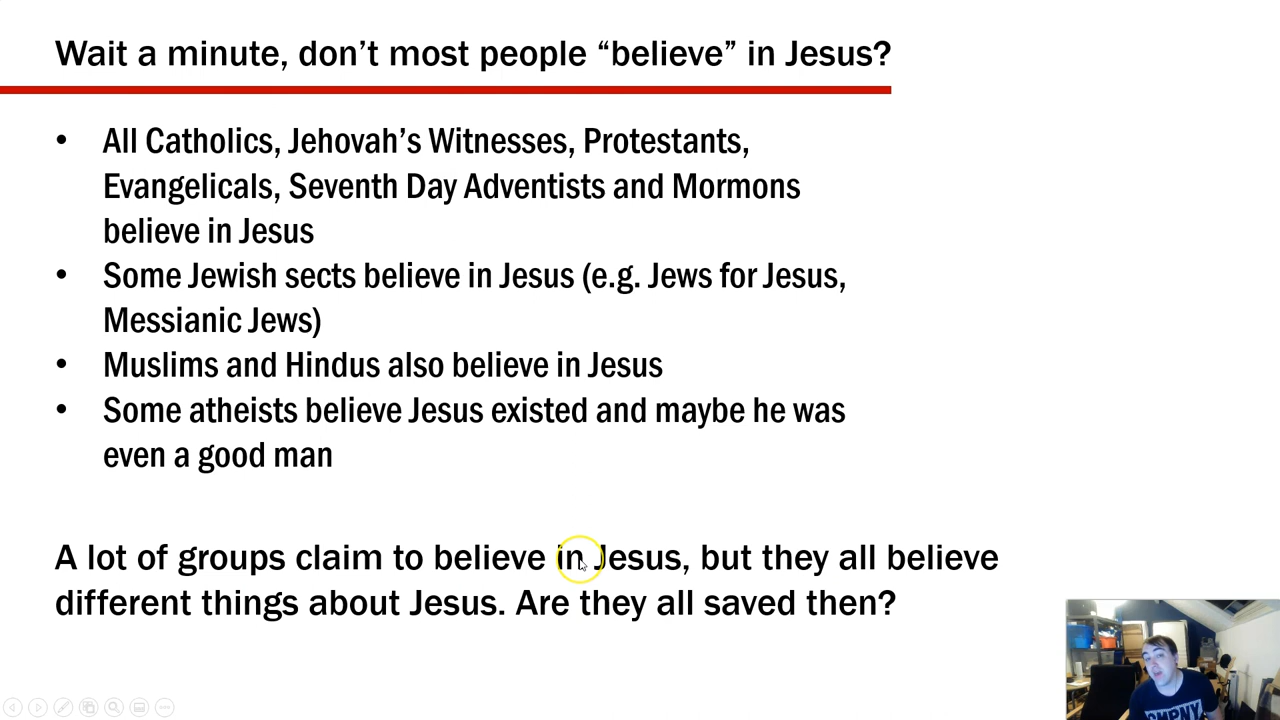 Wait a minute, don’t most people “believe” in Jesus?
• All Catholics, Jehovah’s Witnesses, Protestants,
Evangelicals, Seventh Day Adventists and Mormons
believe in Jesus
• Some Jewish sects believe in Jesus (e.g. Jews for Jesus,
Messianic Jews)
• Muslims and Hindus also believe in Jesus
• Some atheists believe Jesus existed and maybe he was
even a good man
A lot of groups claim to believe in Jesus, but they all believe
different things about Jesus. Are they all saved then?